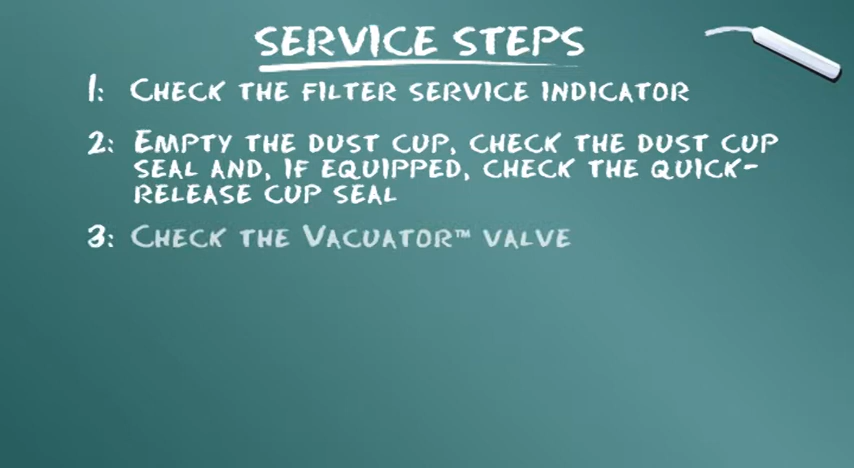 SERVICE STEPS
1: CHECK THE FILTER SERVICE INDICATOR
2: EMPTY THE DUST CUP, CHECK THE DUST CUP
SEAL AND, IF EQUIPPED, CHECK THE QUICK-
RELEASE CUP SEAL
3: CHECK THE VACUATOR™ VALVE